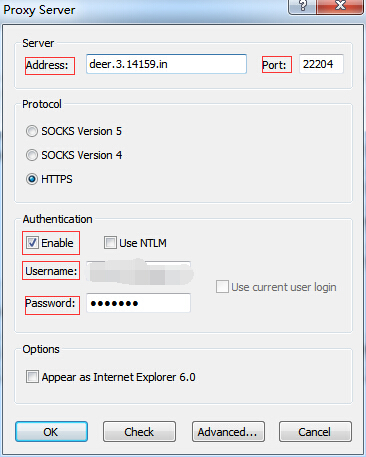 Proxy Server
Server
Address: deer.3.14159.in Port: 22204
Protocol
SOCKS Version 5
SOCKS Version 4
HTTPS
Authentication
Enable Use NTLM
Username:
Use current user login
Password: •••••••
Options
Appear as Internet Explorer 6.0
OK Check Advanced... Cancel